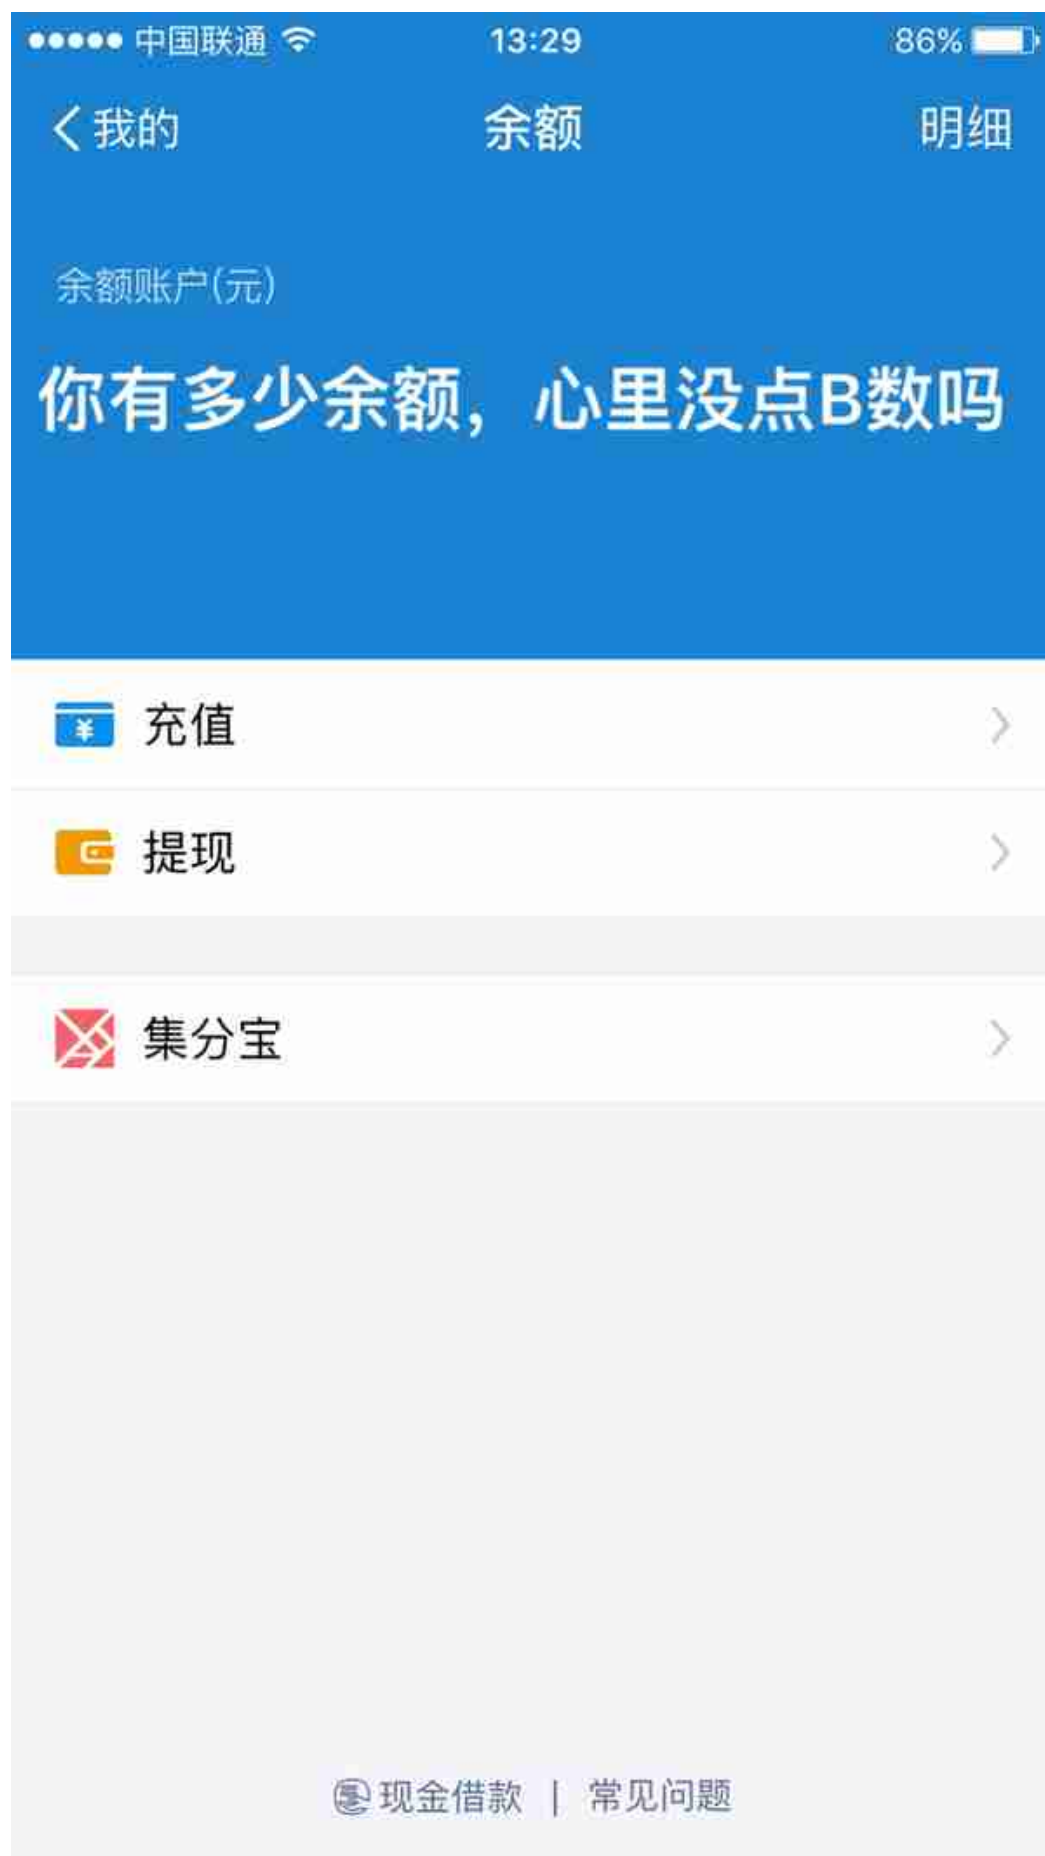 中国联通 13:29 86%
我的 余额 明细
余额账户(元)
你有多少余额，心里没点B数吗
充值
提现
集分宝
现金借款 | 常见问题